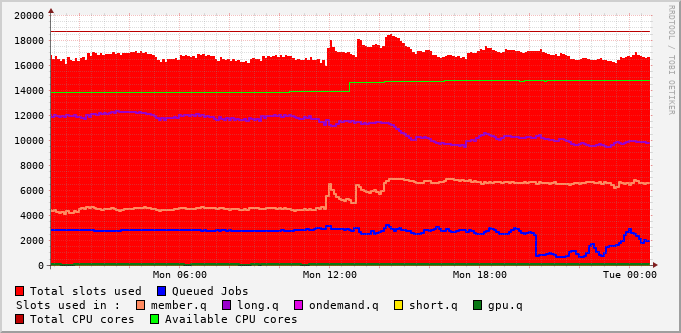 20000
18000
16000
14000
12000
10000
8000
6000
4000
2000
0
Mon 06:00 Mon 12:00 Mon 18:00 Tue 00:00
Total slots used Queued Jobs
Slots used in : member.q long.q ondemand.q short.q gpu.q
Total CPU cores Available CPU cores
RRDTOOL / TOBI OETIKER